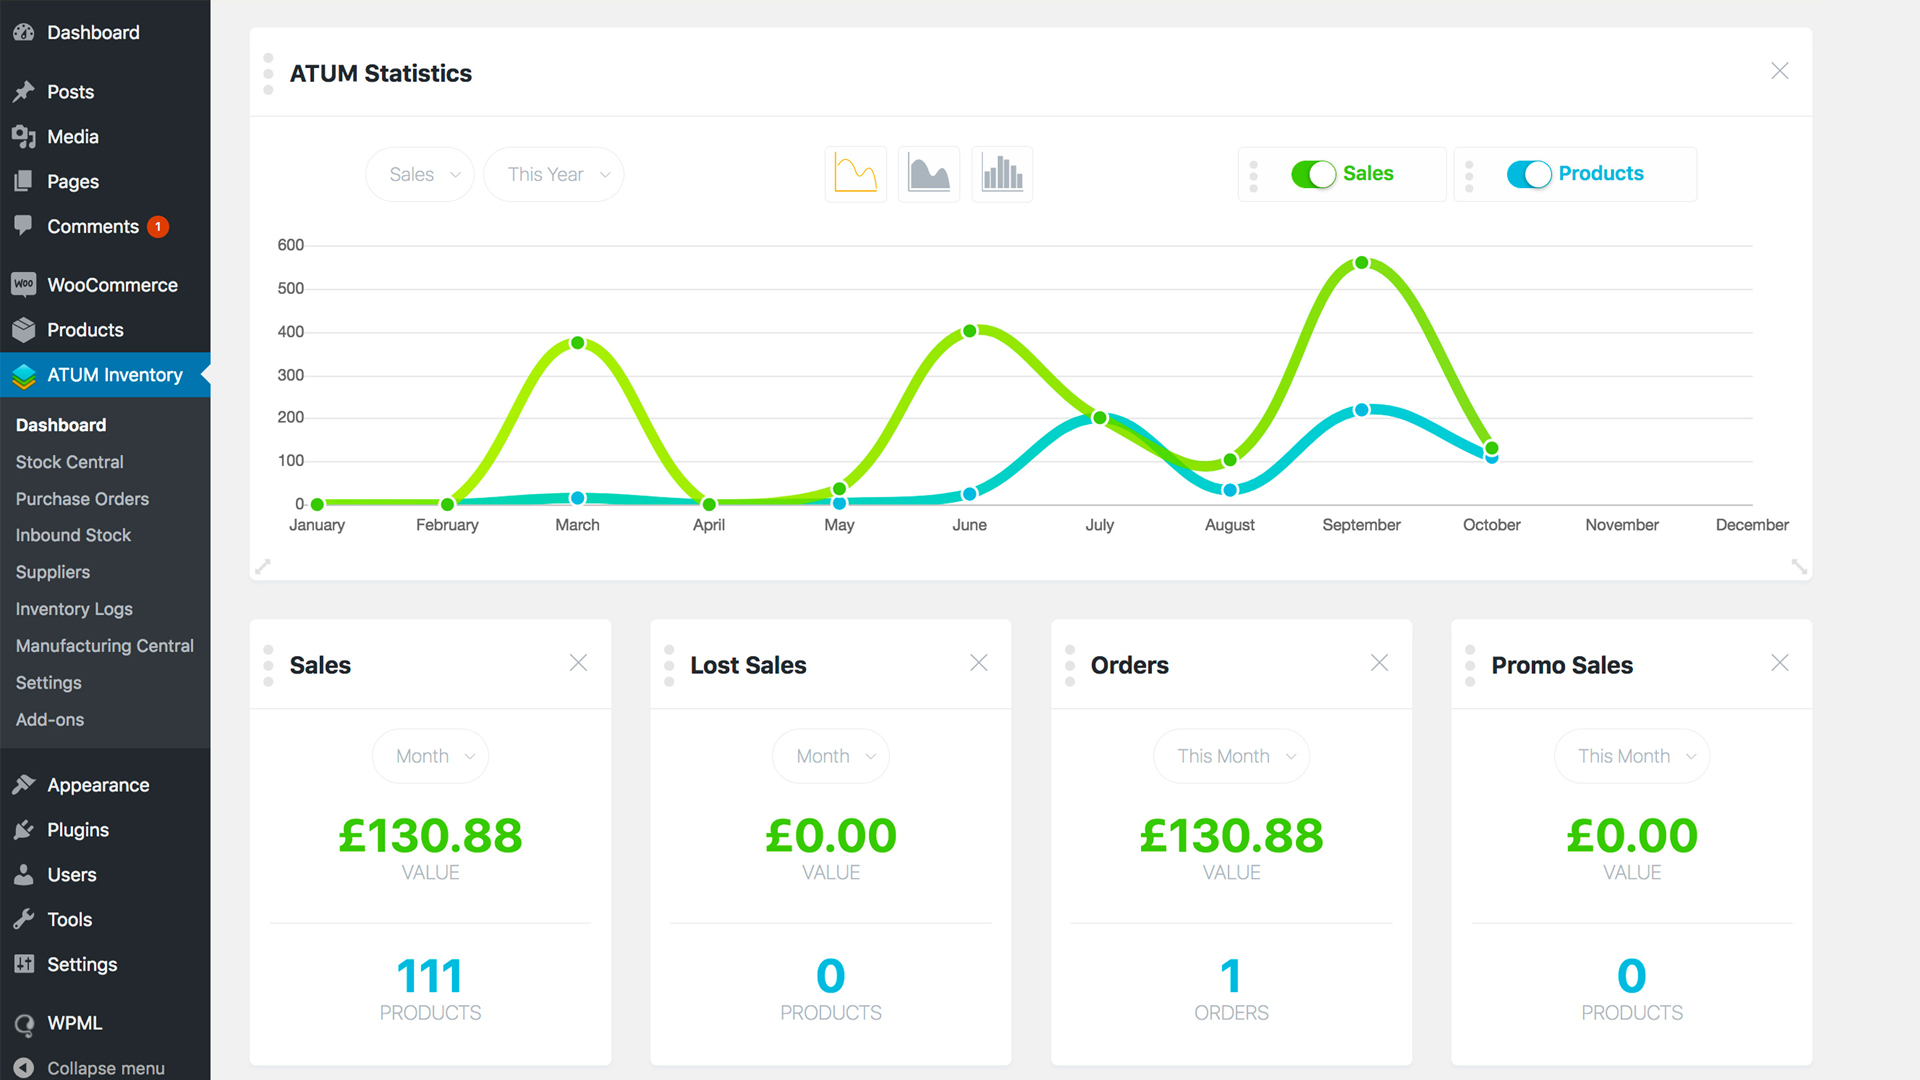 Dashboard
Posts
Media
Pages
Comments 1
Woo WooCommerce
Products
ATUM Inventory
Dashboard
Stock Central
Purchase Orders
Inbound Stock
Suppliers
Inventory Logs
Manufacturing Central
Settings
Add-ons
Appearance
Plugins
Users
Tools
Settings
WPML
Collapse menu
ATUM Statistics
Sales This Year Sales Products
600
500
400
300
200
100
0
January February March April May June July August September October November December
Sales
Month
£130.88
VALUE
111
PRODUCTS
Lost Sales
Month
£0.00
VALUE
0
PRODUCTS
Orders
This Month
£130.88
VALUE
1
ORDERS
Promo Sales
This Month
£0.00
VALUE
0
PRODUCTS